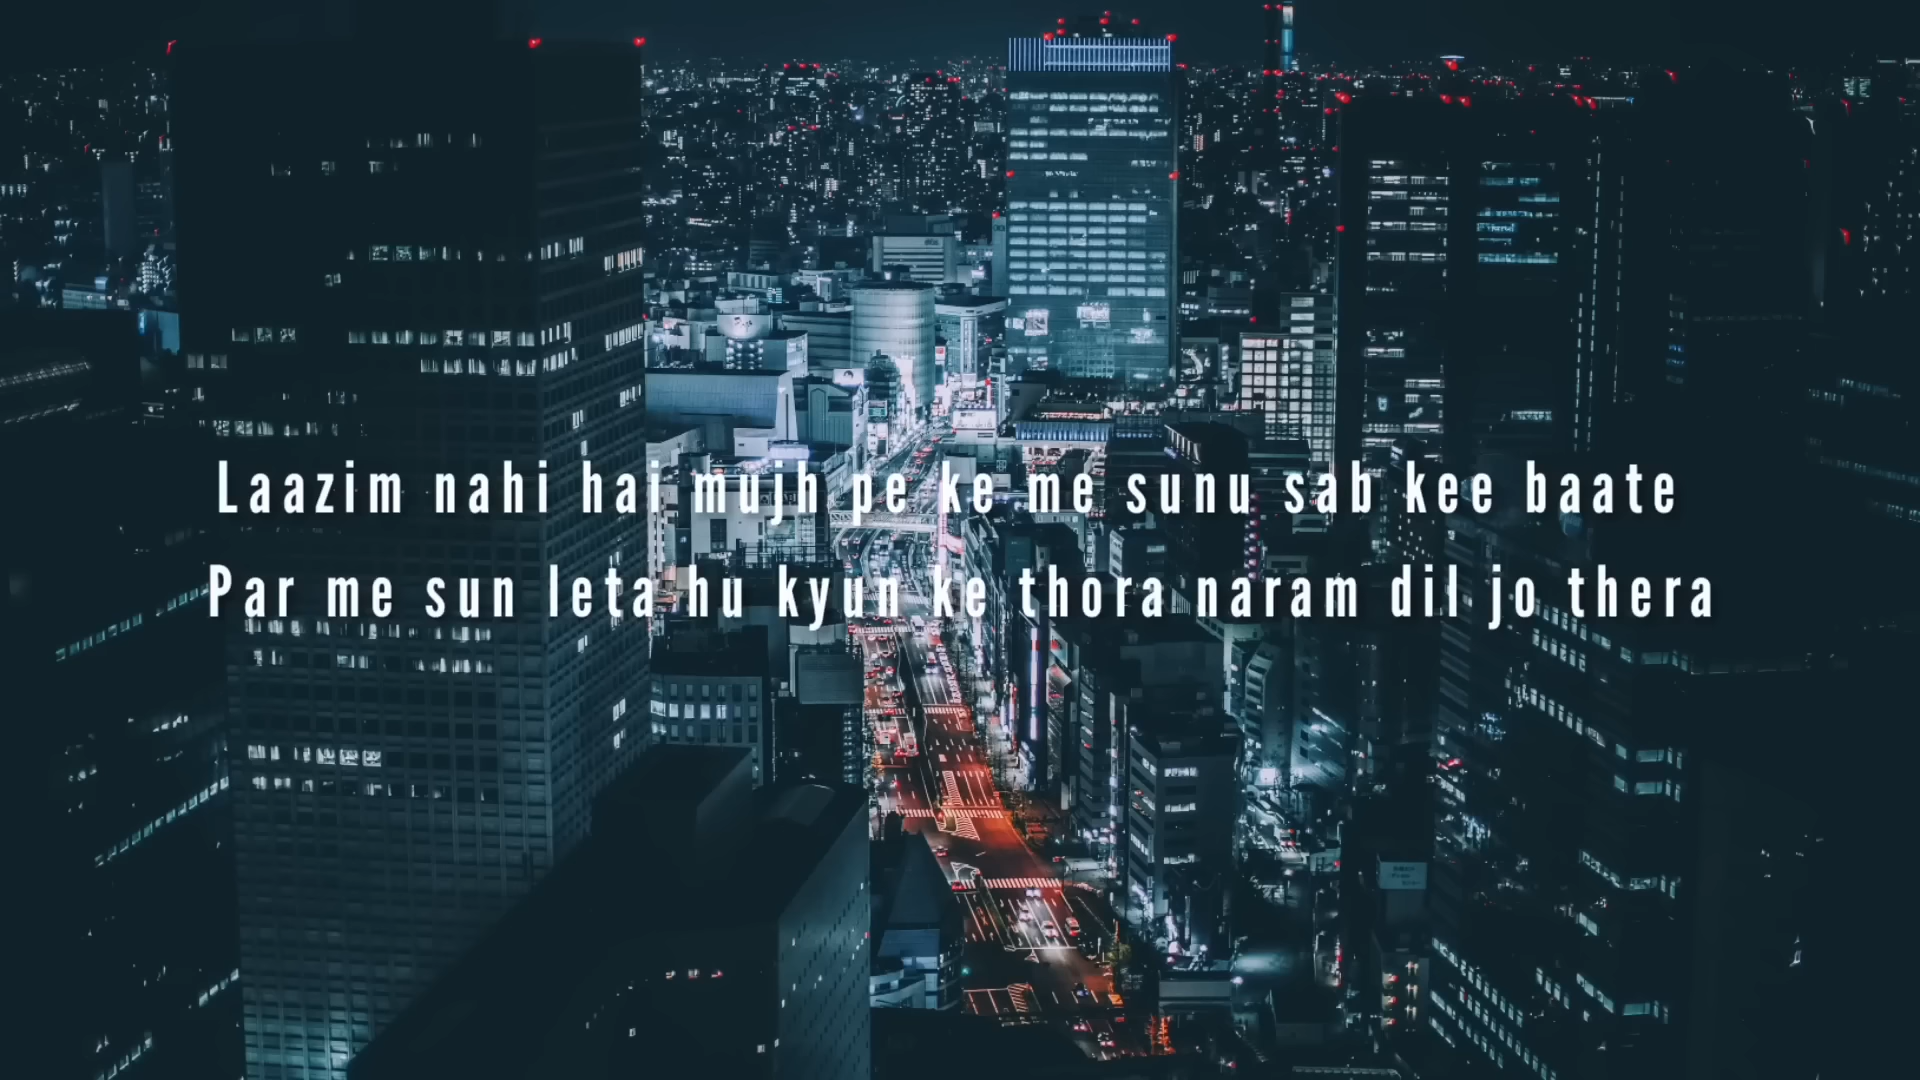 Laazim nahi hai mujh pe ke me sunu sab kee baate
Par me sun leta hu kyun ke thora naram dil jo thera